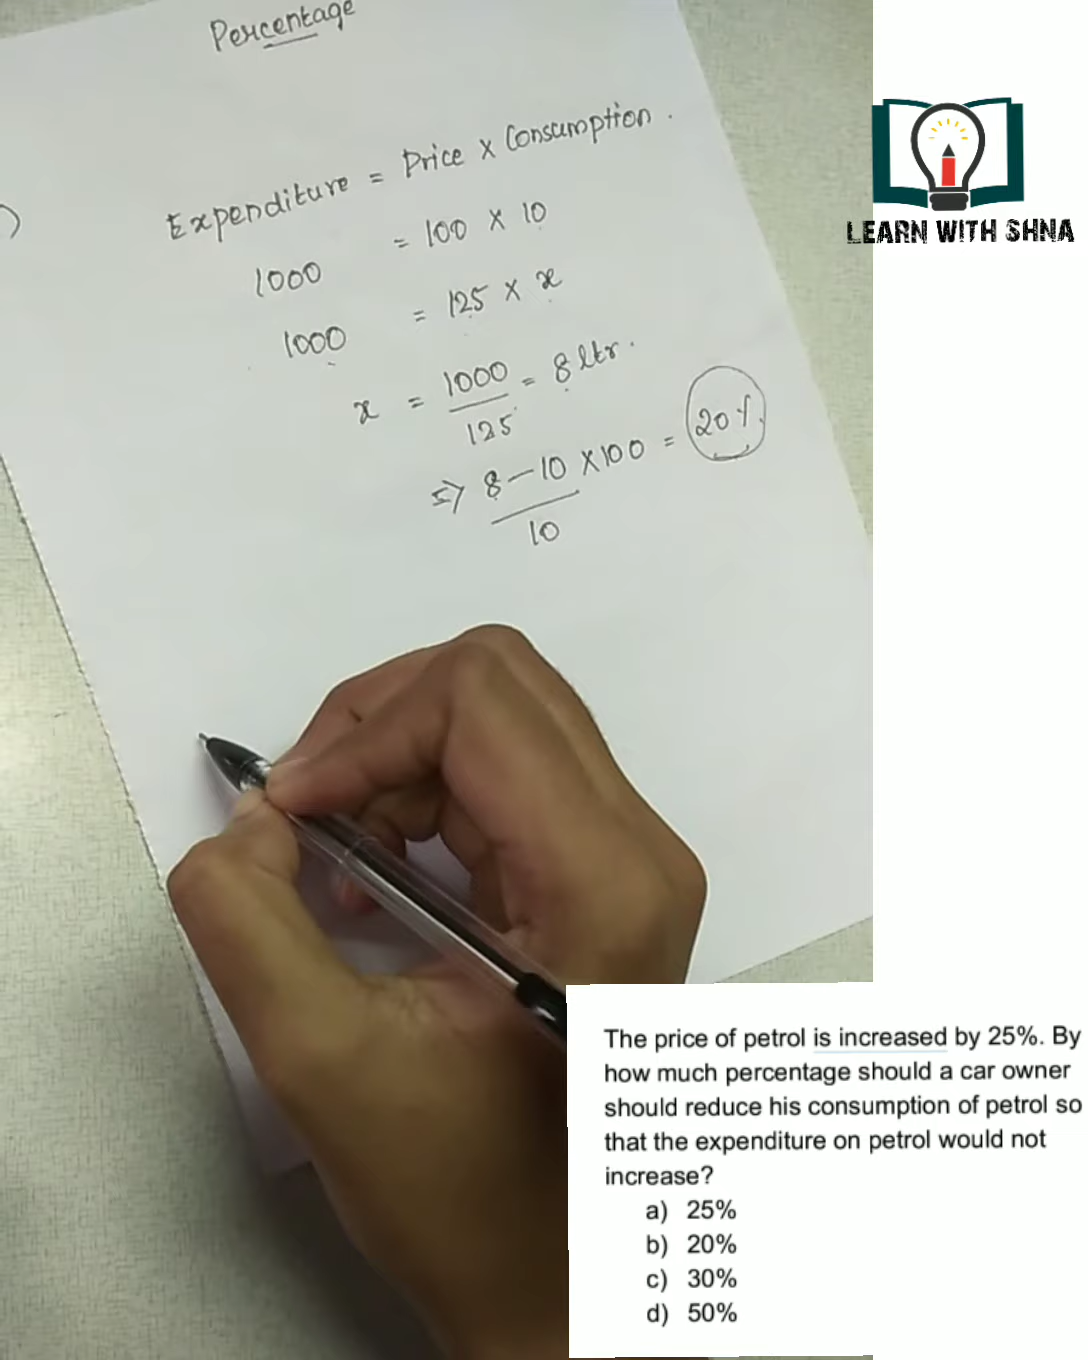 Percentage
)
Expenditure = Price x Consumption.
1000 = 100 x 10
1000 = 125 x x
x = 1000/125 = 8 ltr.
=> 8-10/10 x 100 = 20%
LEARN WITH SHNA
The price of petrol is increased by 25%. By
how much percentage should a car owner
should reduce his consumption of petrol so
that the expenditure on petrol would not
increase?
a) 25%
b) 20%
c) 30%
d) 50%